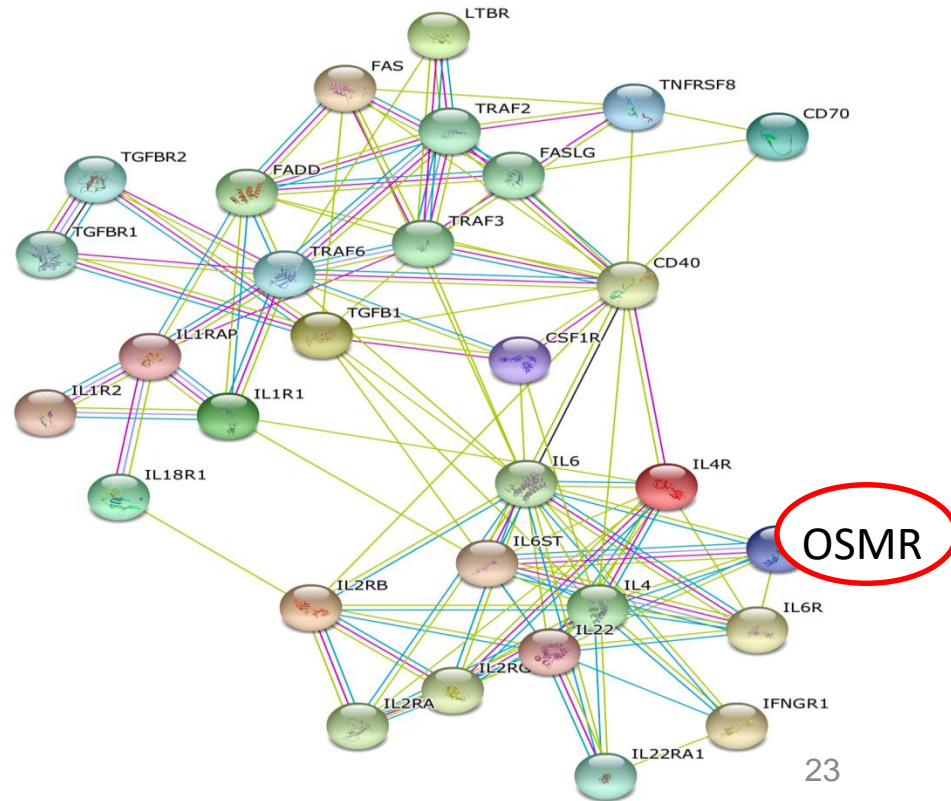 LTBR
FAS
TNFRSF8
TRAF2
CD70
TGFBR2
FASLG
FADD
TRAF3
TGFBR1
TRAF6
CD40
TGFB1
IL1RAP
CSF1R
IL1R2
IL1R1
IL6
IL4R
IL18R1
OSMR
IL6ST
IL2RB
IL4
IL6R
IL22
IL2RG
IL2RA
IFNGR1
IL22RA1
23